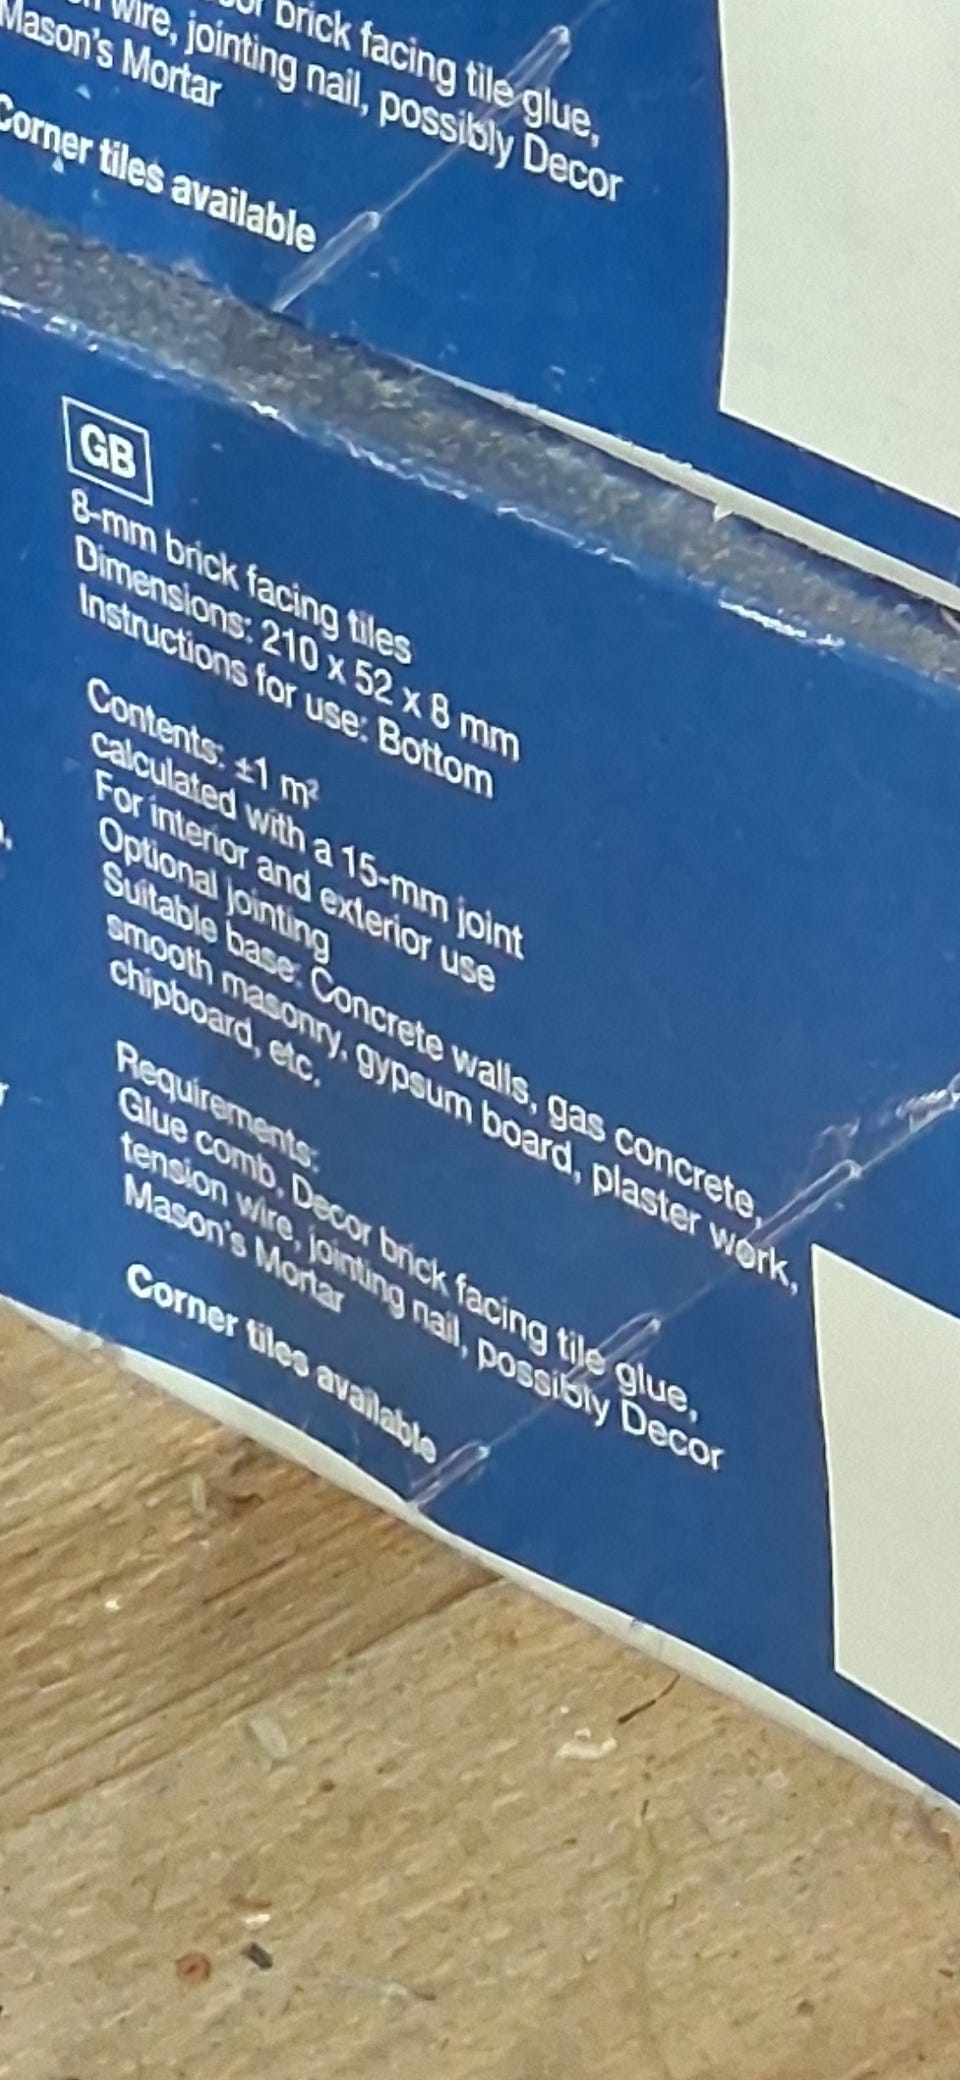 brick facing tile glue,
wire, jointing nail, possibly Decor
Mason's Mortar
Corner tiles available
GB
8-mm brick facing tiles
Dimensions: 210 x 52 x 8 mm
Instructions for use: Bottom
Contents: ±1 m²
calculated with a 15-mm joint
For interior and exterior use
Optional jointing
Suitable base: Concrete walls, gas concrete,
smooth masonry, gypsum board, plaster work,
chipboard, etc.
Requirements:
Glue comb, Decor brick facing tile glue,
tension wire, jointing nail, possibly Decor
Mason's Mortar
Corner tiles available